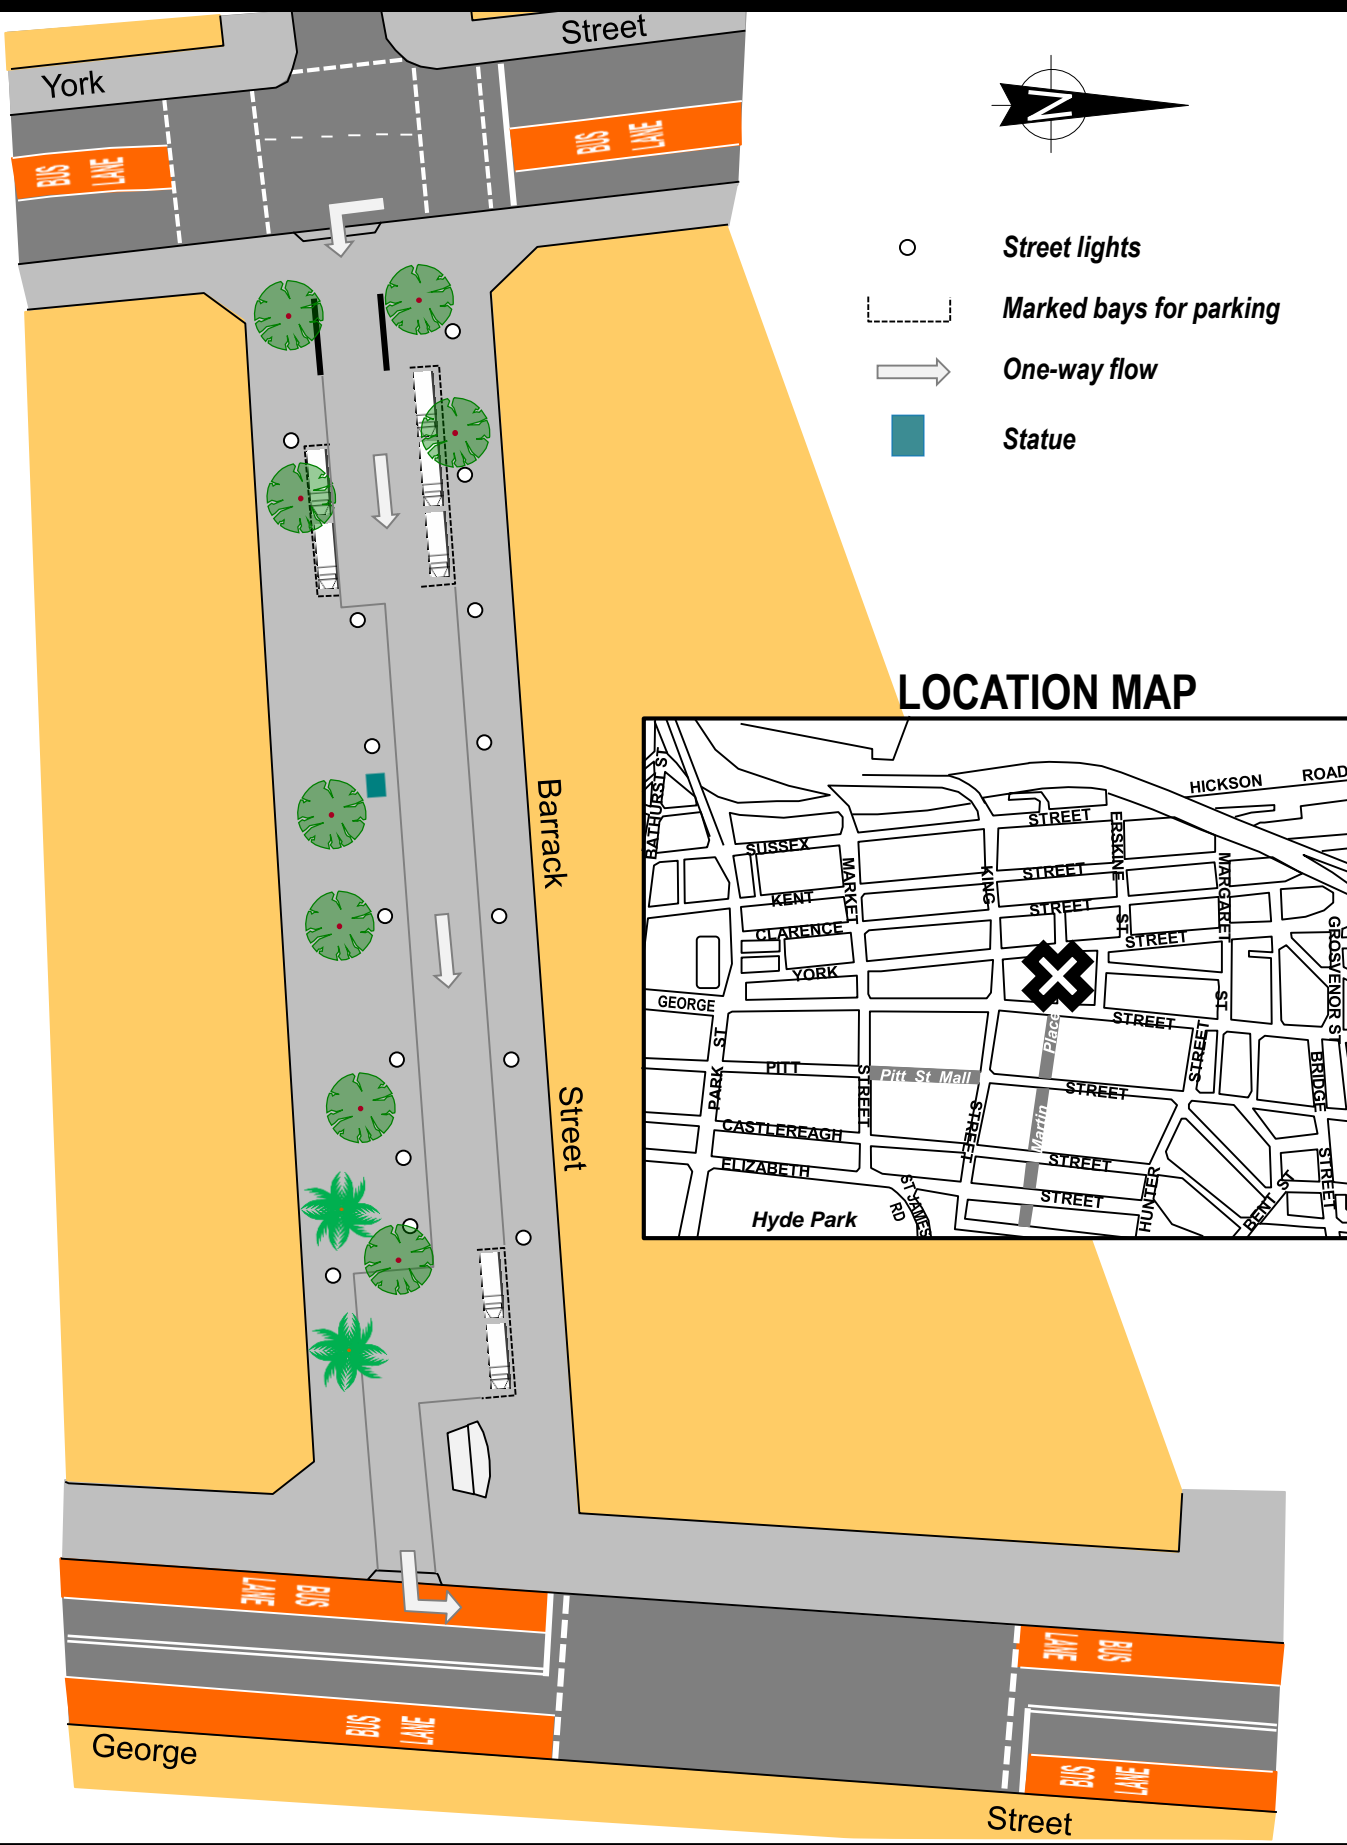 York
Street
BUS
LANE
BUS
LANE
N
Street lights
Marked bays for parking
One-way flow
Statue
LOCATION MAP
BATHURST ST
HICKSON
ROAD
STREET
ERSKINE
ST
SUSSEX
MARKET
STREET
KING
STREET
MARGARET
ST
STREET
KENT
STREET
CLARENCE
STREET
YORK
GROSVENOR ST
GEORGE
STREET
PARK ST
Place
Martin
STREET
PITT
Pitt St Mall
STREET
BRIDGE
STREET
CASTLEREAGH
STREET
ELIZABETH
STREET
ST JAMES
RD
HUNTER
BENT ST
Hyde Park
Barrack
Street
BUS
LANE
BUS
LANE
BUS
LANE
BUS
LANE
George
Street